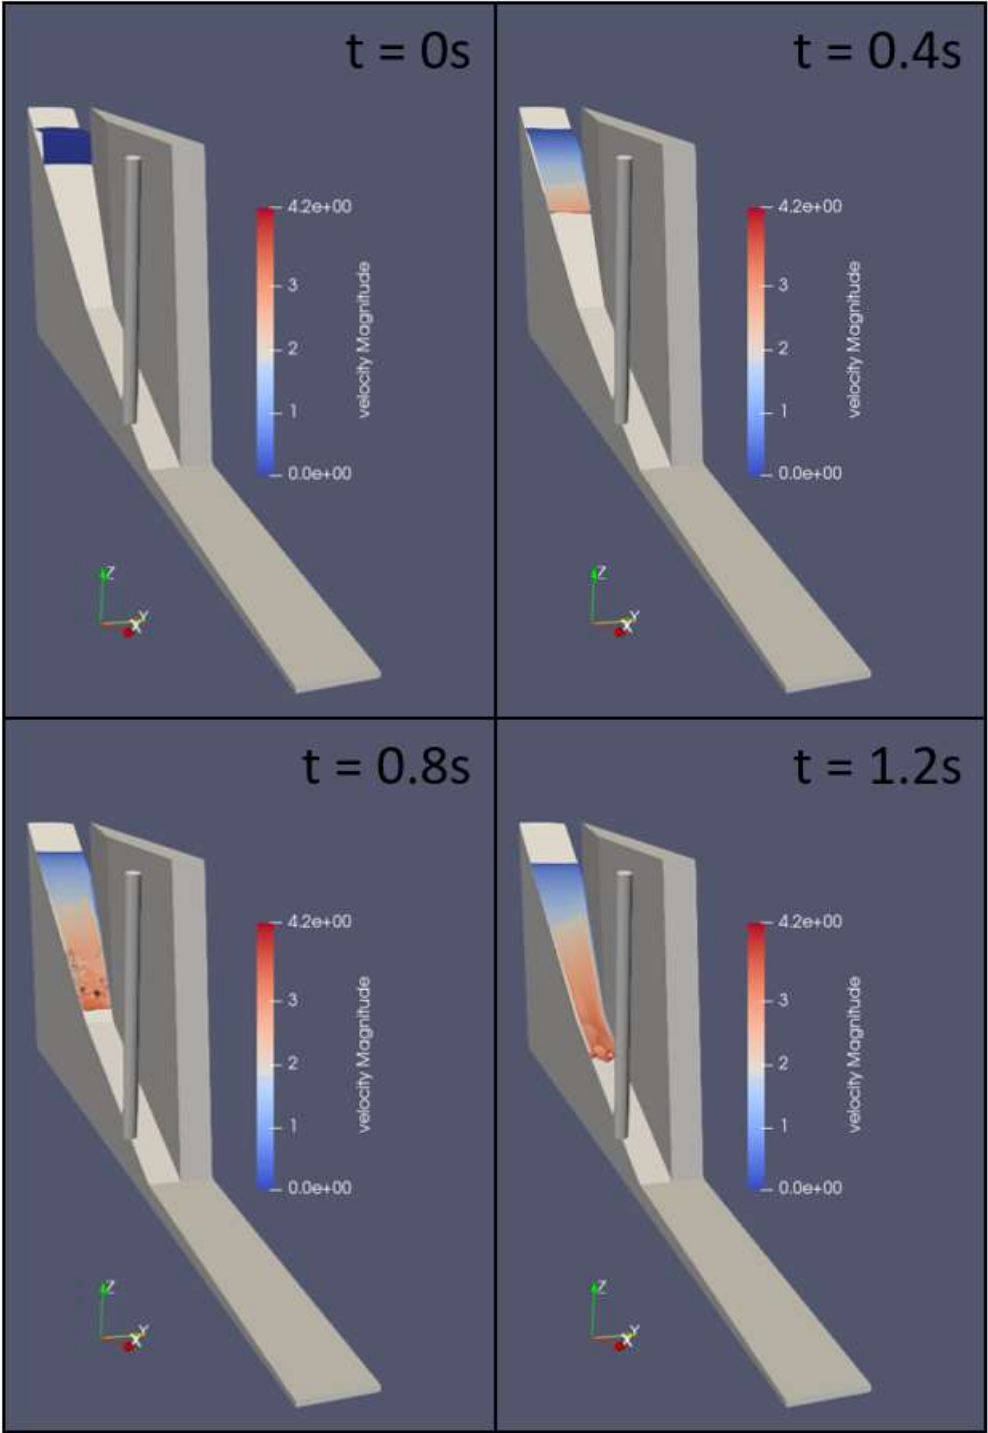 t = 0s
4.2e+00
3
2
1
0.0e+00
velocity Magnitude
Z
Y
X
t = 0.4s
4.2e+00
3
2
1
0.0e+00
velocity Magnitude
Z
Y
X
t = 0.8s
4.2e+00
3
2
1
0.0e+00
velocity Magnitude
Z
Y
X
t = 1.2s
4.2e+00
3
2
1
0.0e+00
velocity Magnitude
Z
Y
X